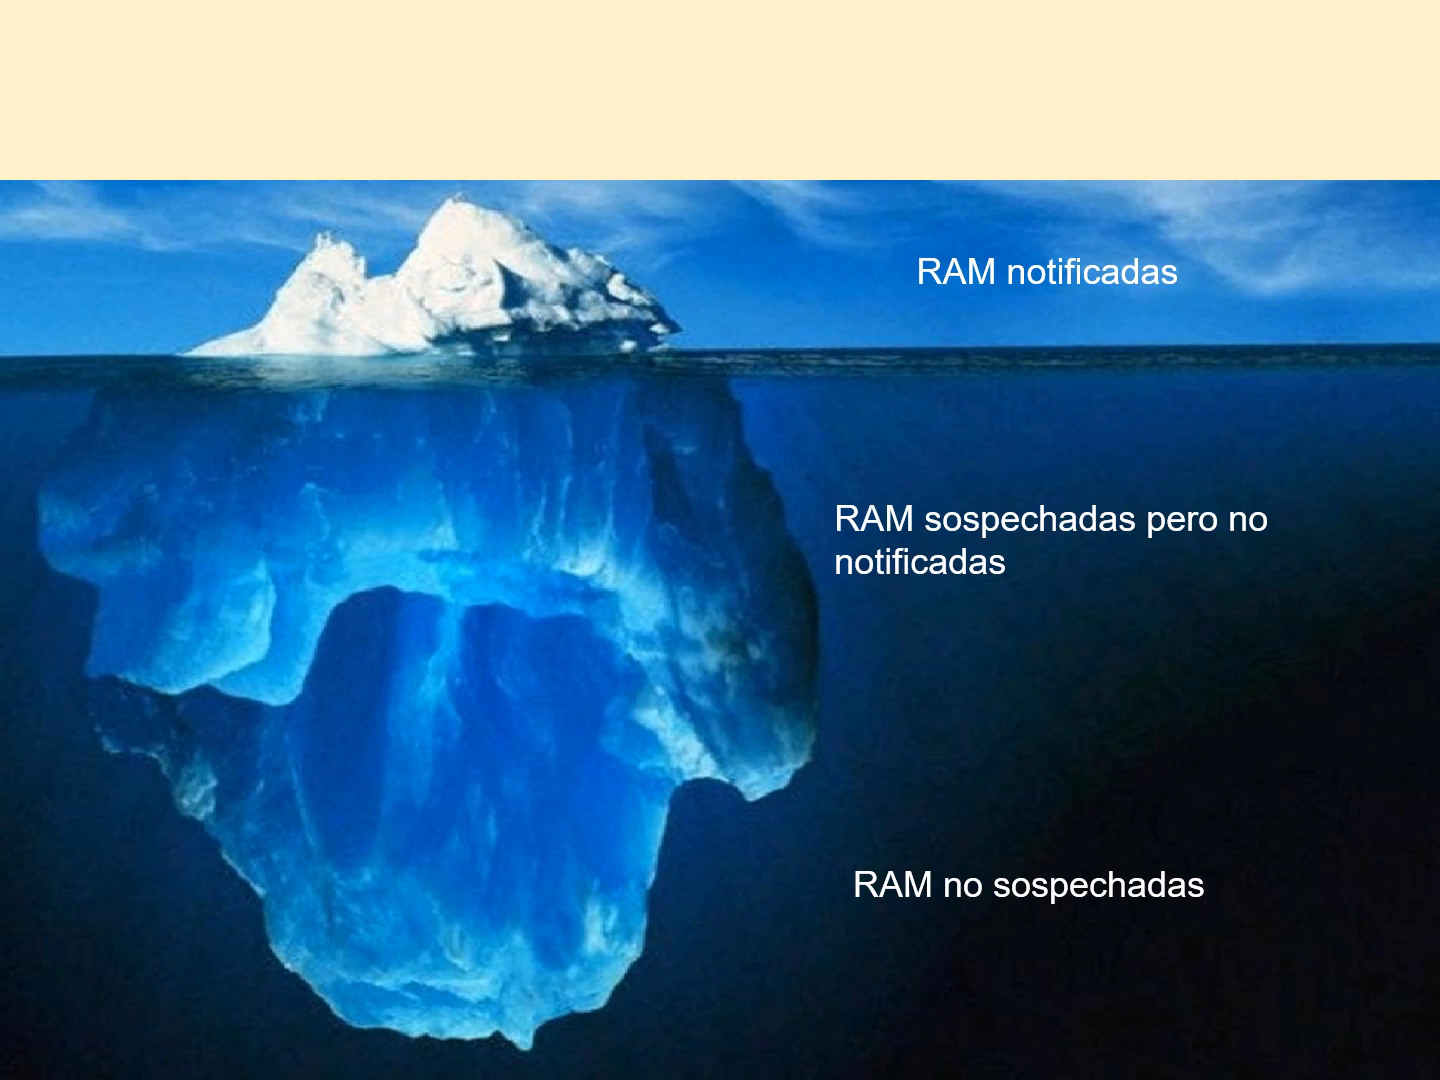 RAM notificadas
RAM sospechadas pero no
notificadas
RAM no sospechadas